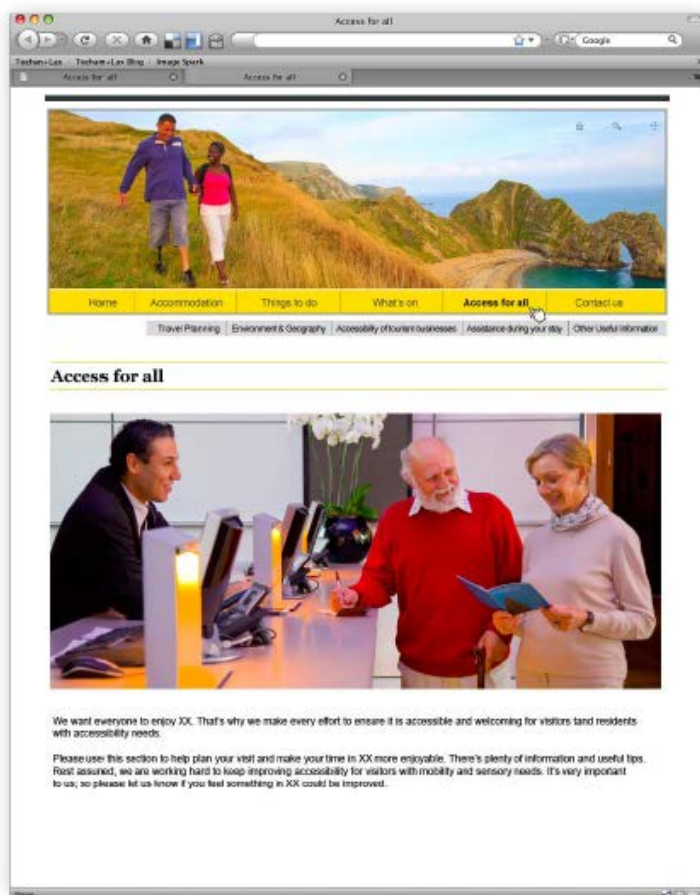 Access for all
Google
Techan+Lax Techam+Lax Blog Image Spark
Access for all Access for all
Home Accommodation Things to do What's on Access for all Contact us
Travel Planning Environment & Geography Accessibility of tourism businesses Assistance during your stay Other Useful Information
Access for all
We want everyone to enjoy XX. That's why we make every effort to ensure it is accessible and welcoming for visitors tand residents
with accessibility needs.
Please use this section to help plan your visit and make your time in XX more enjoyable. There's plenty of information and useful tips.
Rest assured, we are working hard to keep improving accessibility for visitors with mobility and sensory needs. It's very important
to us, so please let us know if you feel something in XX could be improved.